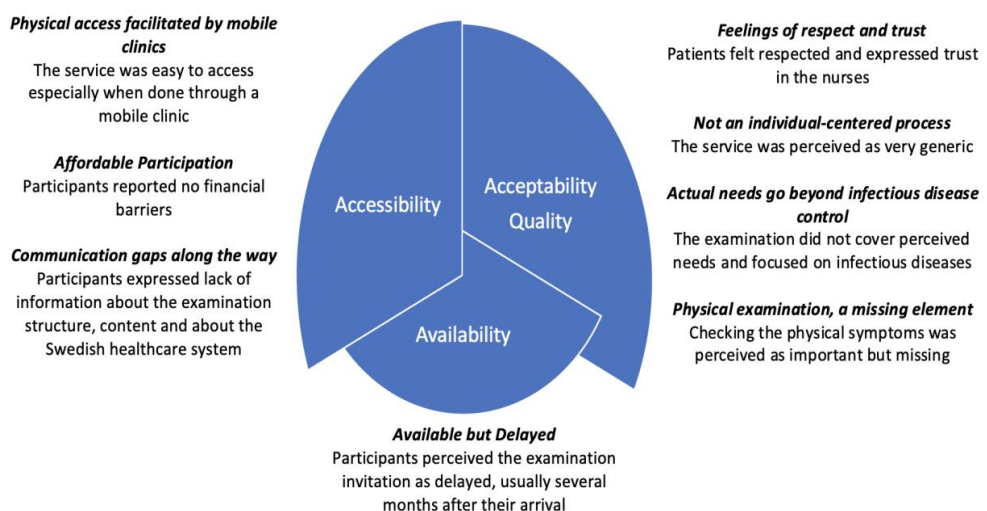 Physical access facilitated by mobile
clinics
The service was easy to access
especially when done through a
mobile clinic
Affordable Participation
Participants reported no financial
barriers
Communication gaps along the way
Participants expressed lack of
information about the examination
structure, content and about the
Swedish healthcare system
Accessibility
Acceptability
Quality
Availability
Feelings of respect and trust
Patients felt respected and expressed trust
in the nurses
Not an individual-centered process
The service was perceived as very generic
Actual needs go beyond infectious disease
control
The examination did not cover perceived
needs and focused on infectious diseases
Physical examination, a missing element
Checking the physical symptoms was
perceived as important but missing
Available but Delayed
Participants perceived the examination
invitation as delayed, usually several
months after their arrival